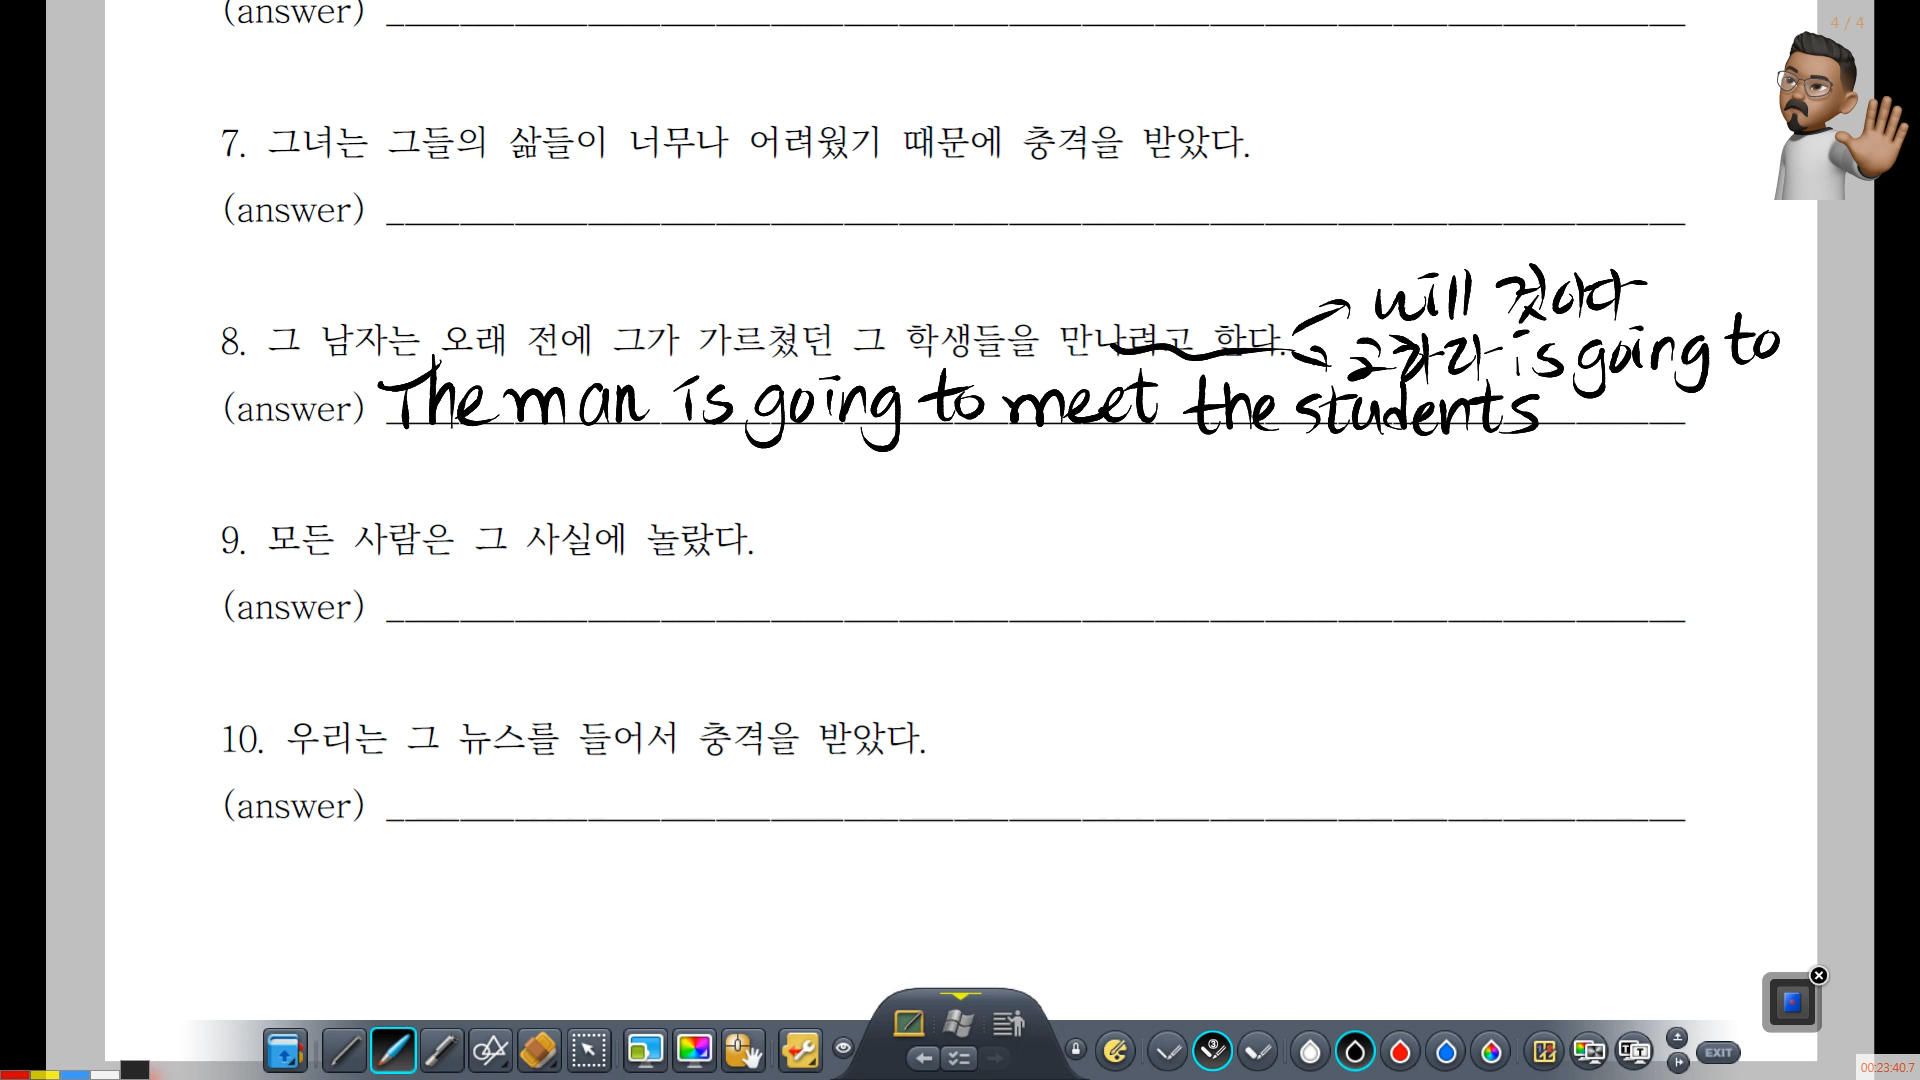 (answer)
4 / 4
7. 그녀는 그들의 삶들이 너무나 어려웠기 때문에 충격을 받았다.
(answer)
will 것이다
8. 그 남자는 오래 전에 그가 가르쳤던 그 학생들을 만나려고 한다.
is going to
(answer) The man is going to meet the students
9. 모든 사람은 그 사실에 놀랐다.
(answer)
10. 우리는 그 뉴스를 들어서 충격을 받았다.
(answer)
EXIT
00:23:40.7